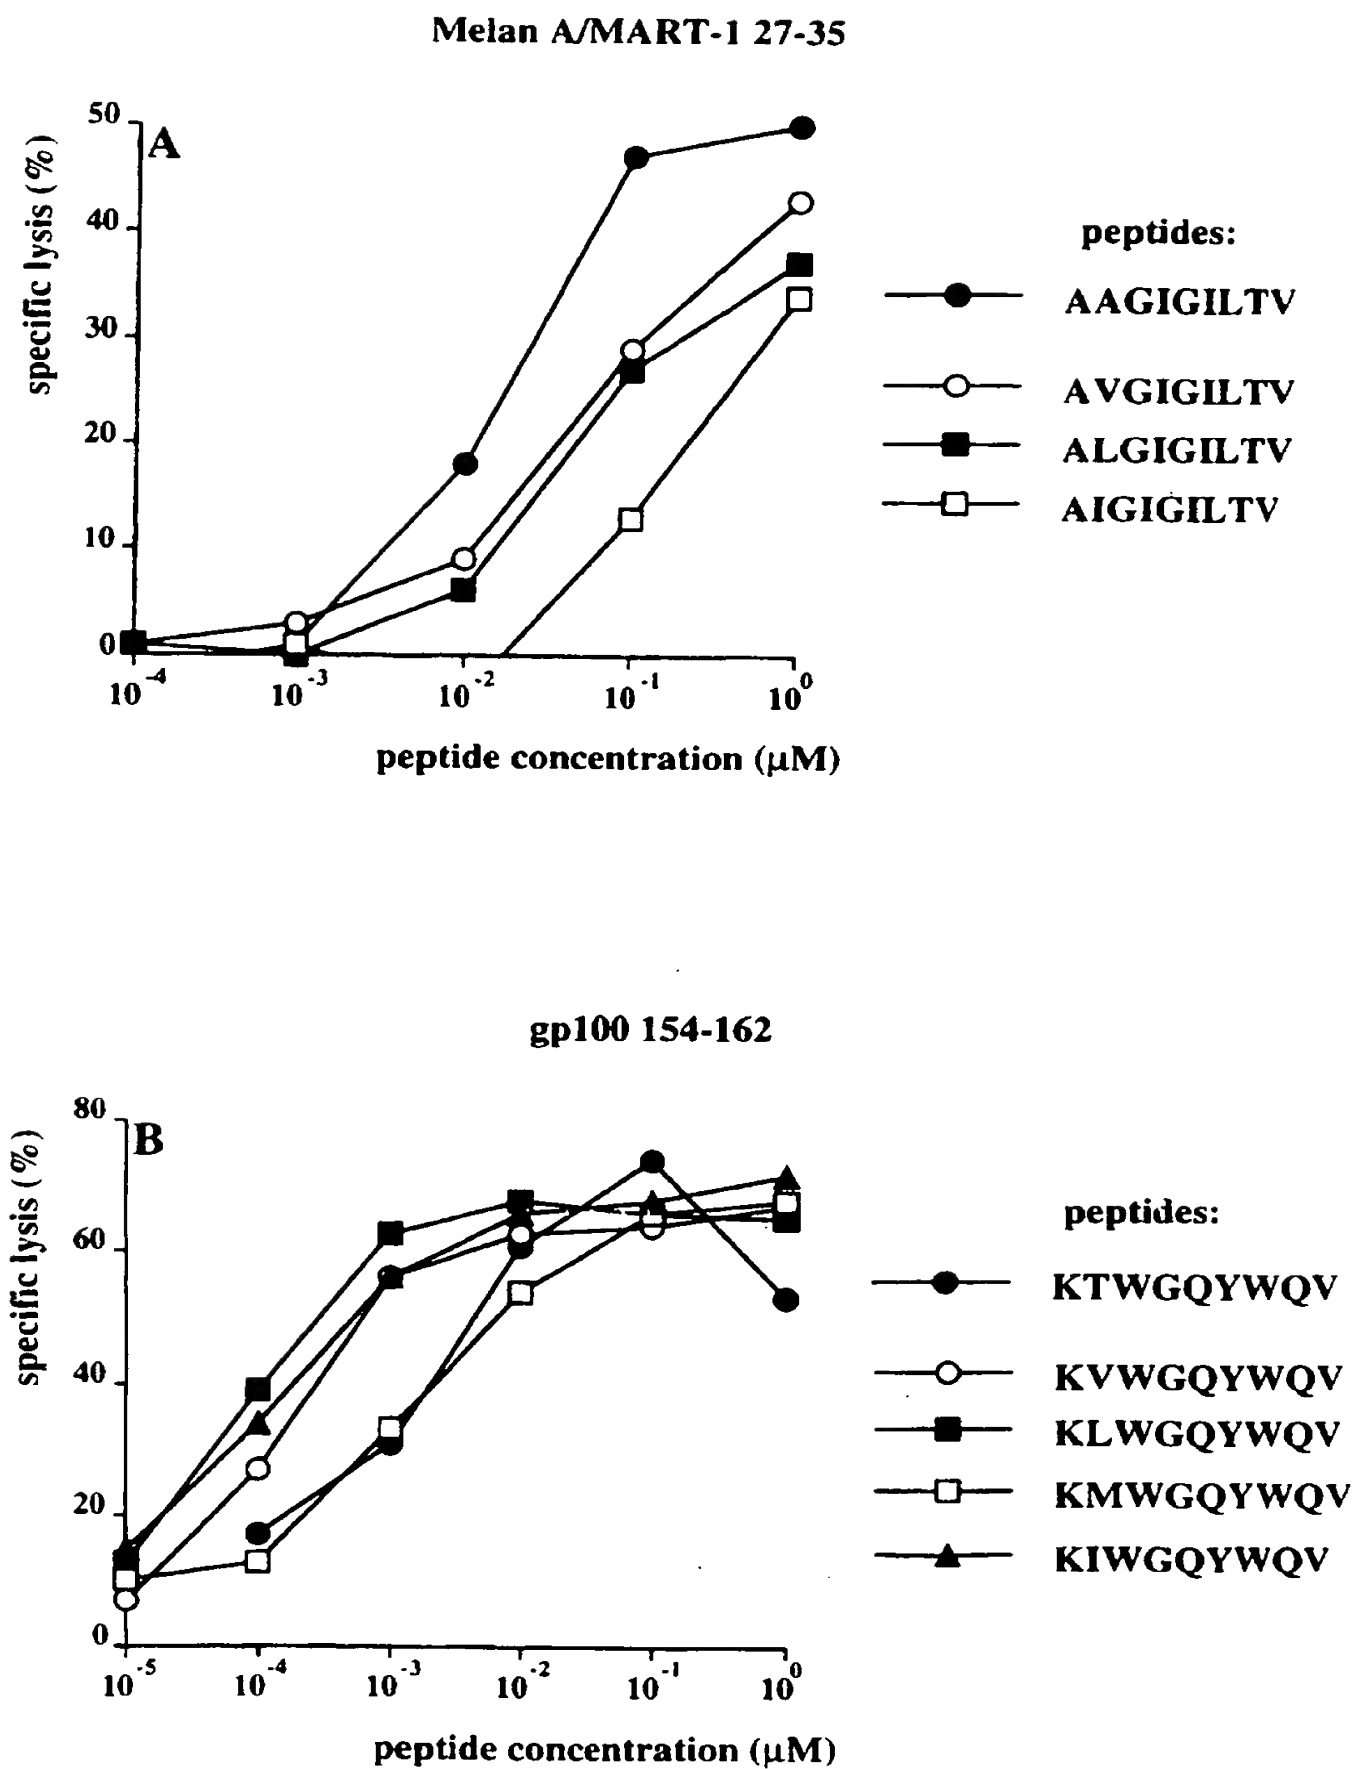 Melan A/MART-1 27-35
A
specific lysis (%)
50
40
30
20
10
0
10-4 10-3 10-2 10-1 100
peptide concentration (μM)
peptides:
AAGIGILTV
AVGIGILTV
ALGIGILTV
AIGIGILTV
gp100 154-162
B
specific lysis (%)
80
60
40
20
0
10-5 10-4 10-3 10-2 10-1 100
peptide concentration (μM)
peptides:
KTWGQYWQV
KVWGQYWQV
KLWGQYWQV
KMWGQYWQV
KIWGQYWQV